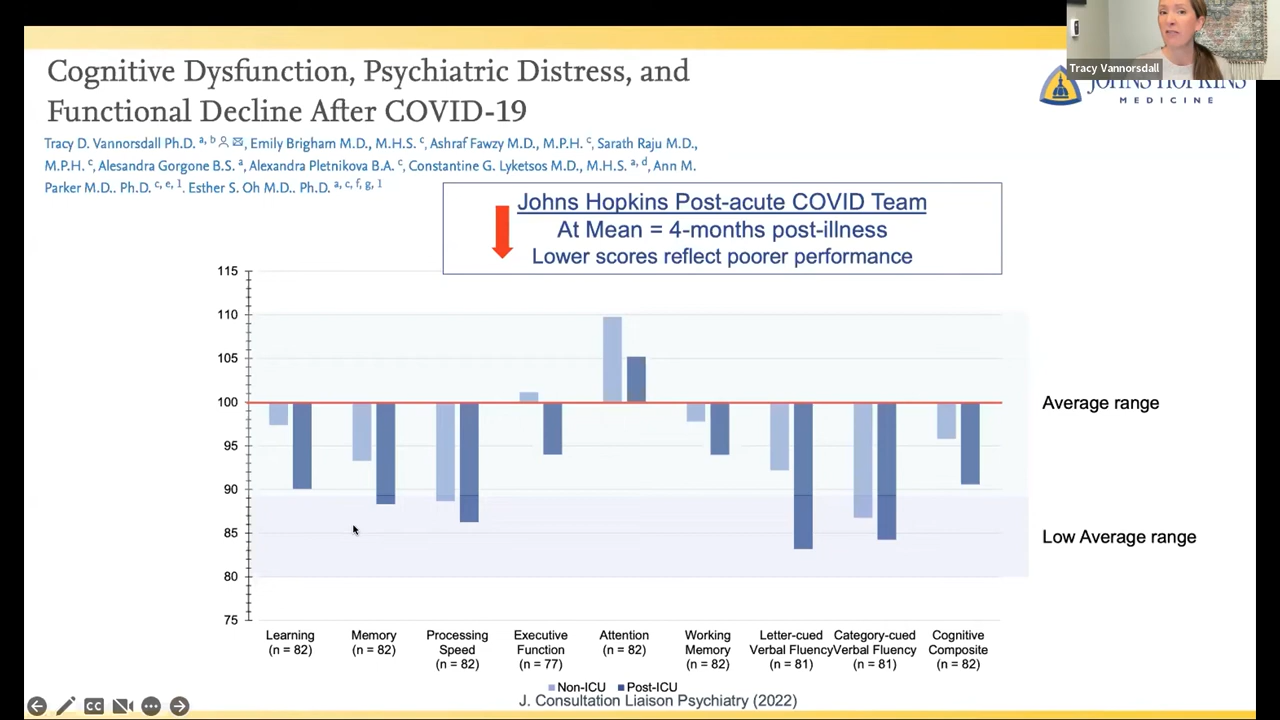 Tracy Vannorsdall
Cognitive Dysfunction, Psychiatric Distress, and
Functional Decline After COVID-19
JOHNS HOPKINS
MEDICINE
Tracy D. Vannorsdall Ph.D. a, b, Emily Brigham M.D., M.H.S. c, Ashraf Fawzy M.D., M.P.H. c, Sarath Raju M.D.,
M.P.H. c, Alesandra Gorgone B.S. a, Alexandra Pletnikova B.A. c, Constantine G. Lyketsos M.D., M.H.S. a, d, Ann M.
Parker M.D.. Ph.D. c, e, 1. Esther S. Oh M.D.. Ph.D. a, c, f, g, 1
Johns Hopkins Post-acute COVID Team
At Mean = 4-months post-illness
Lower scores reflect poorer performance
115
110
105
100
95
90
85
80
75
Average range
Low Average range
Learning
(n = 82)
Memory
(n = 82)
Processing
Speed
(n = 82)
Executive
Function
(n = 77)
Attention
(n = 82)
Working
Memory
(n = 82)
Letter-cued
Verbal Fluency
(n = 81)
Category-cued
Verbal Fluency
(n = 81)
Cognitive
Composite
(n = 82)
Non-ICU Post-ICU
J. Consultation Liaison Psychiatry (2022)
CC